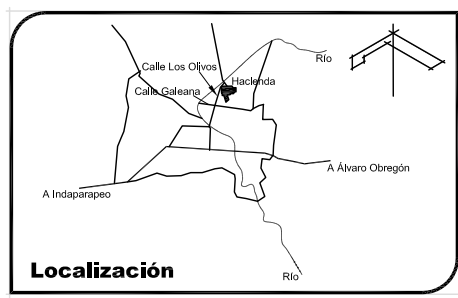 Río
Calle Los Olivos
Hacienda
Calle Galeana
A Álvaro Obregón
A Indaparapeo
Localización
Río